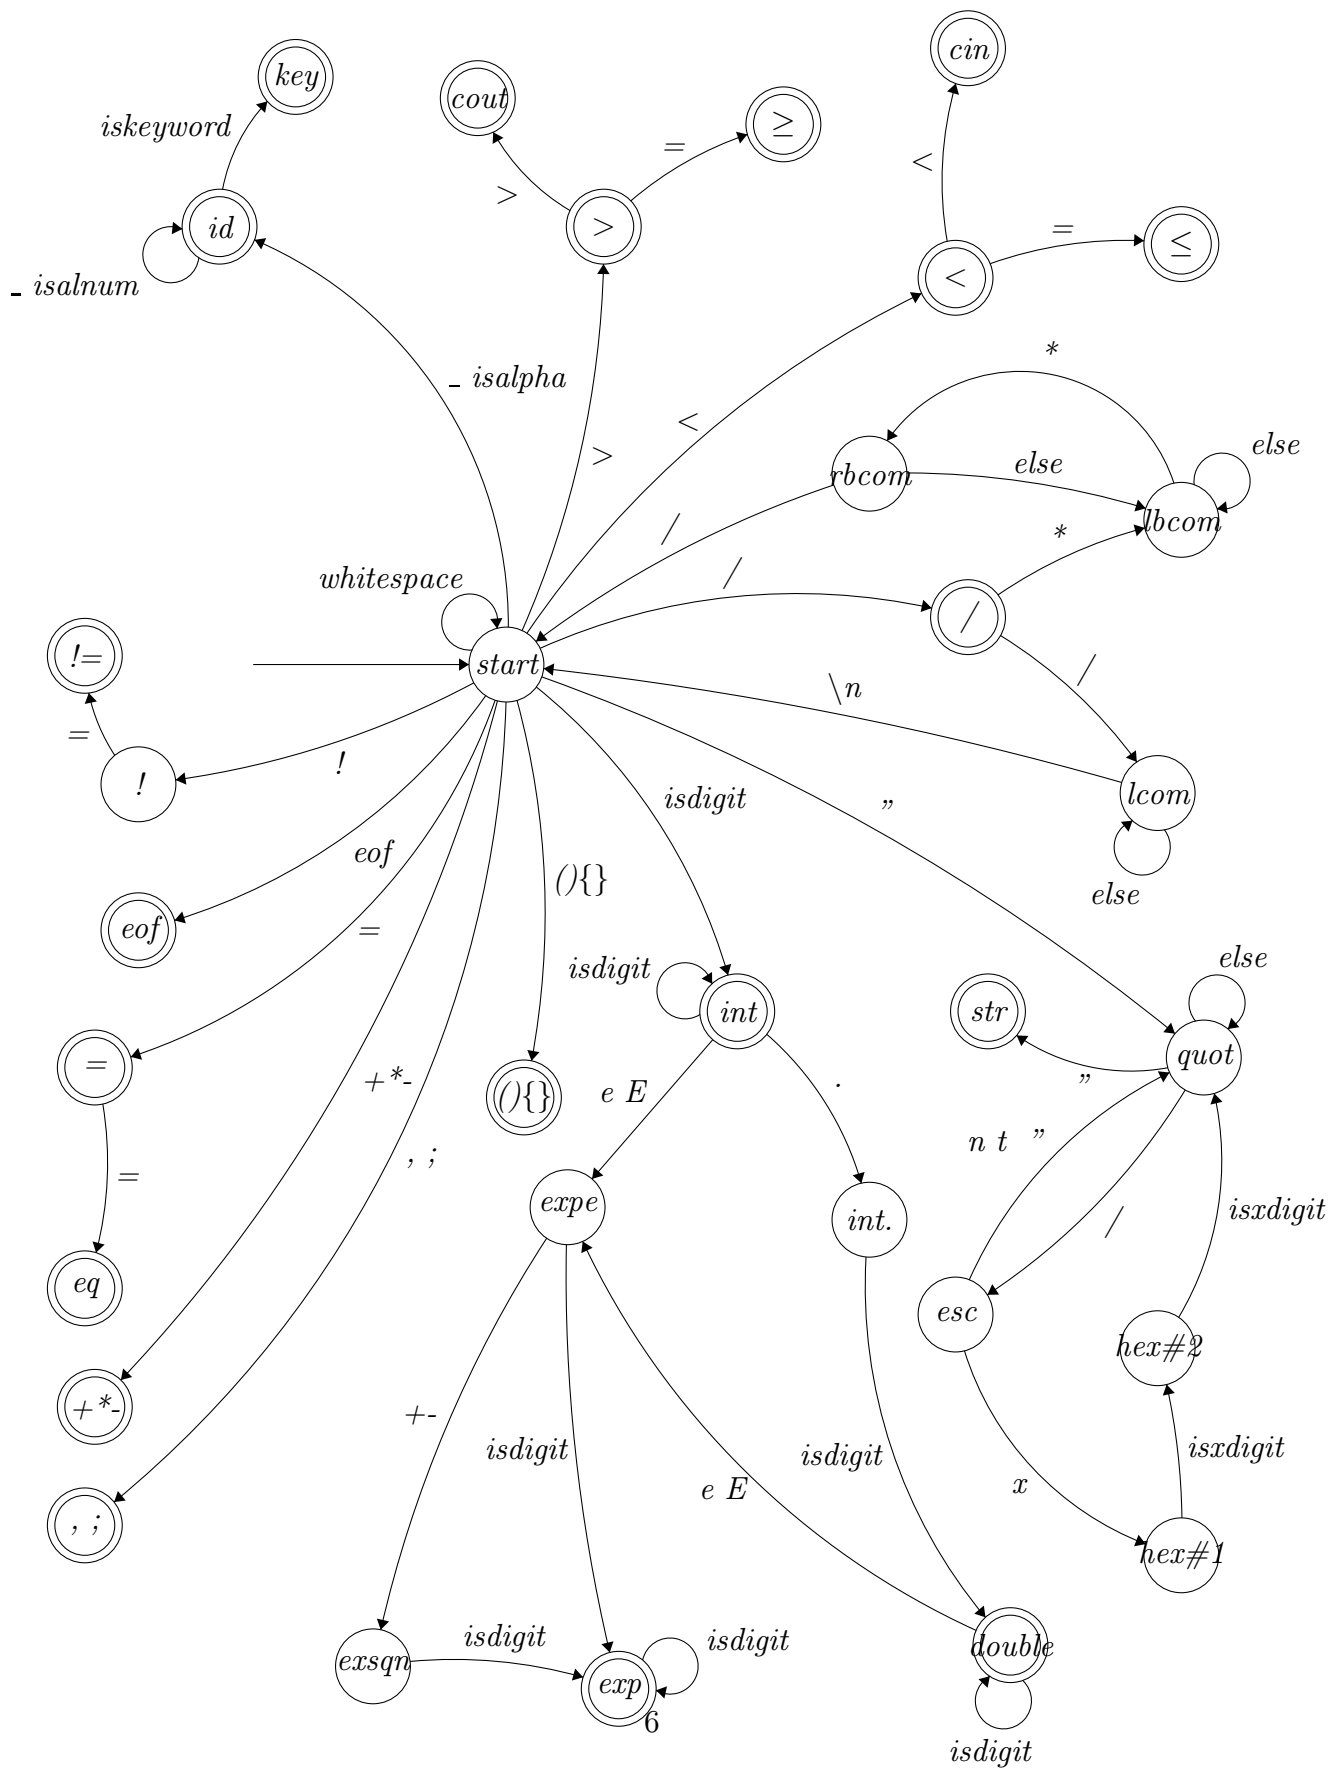 key
cout
cin
iskeyword
=
≥
>
<
id
>
=
≤
_ isalnum
<
*
_ isalpha
<
else
>
rbcom
else
lbcom
/
*
/
whitespace
/
!=
start
/
\n
=
!
!
isdigit
lcom
”
eof
(){}
else
eof
=
isdigit
else
int
str
quot
=
+*-
(){}
e E
.
”
n t ”
, ;
=
expe
int.
isxdigit
/
eq
esc
hex#2
+*-
+-
isdigit
isdigit
isxdigit
e E
x
, ;
hex#1
isdigit
isdigit
double
exsqn
exp
6
isdigit